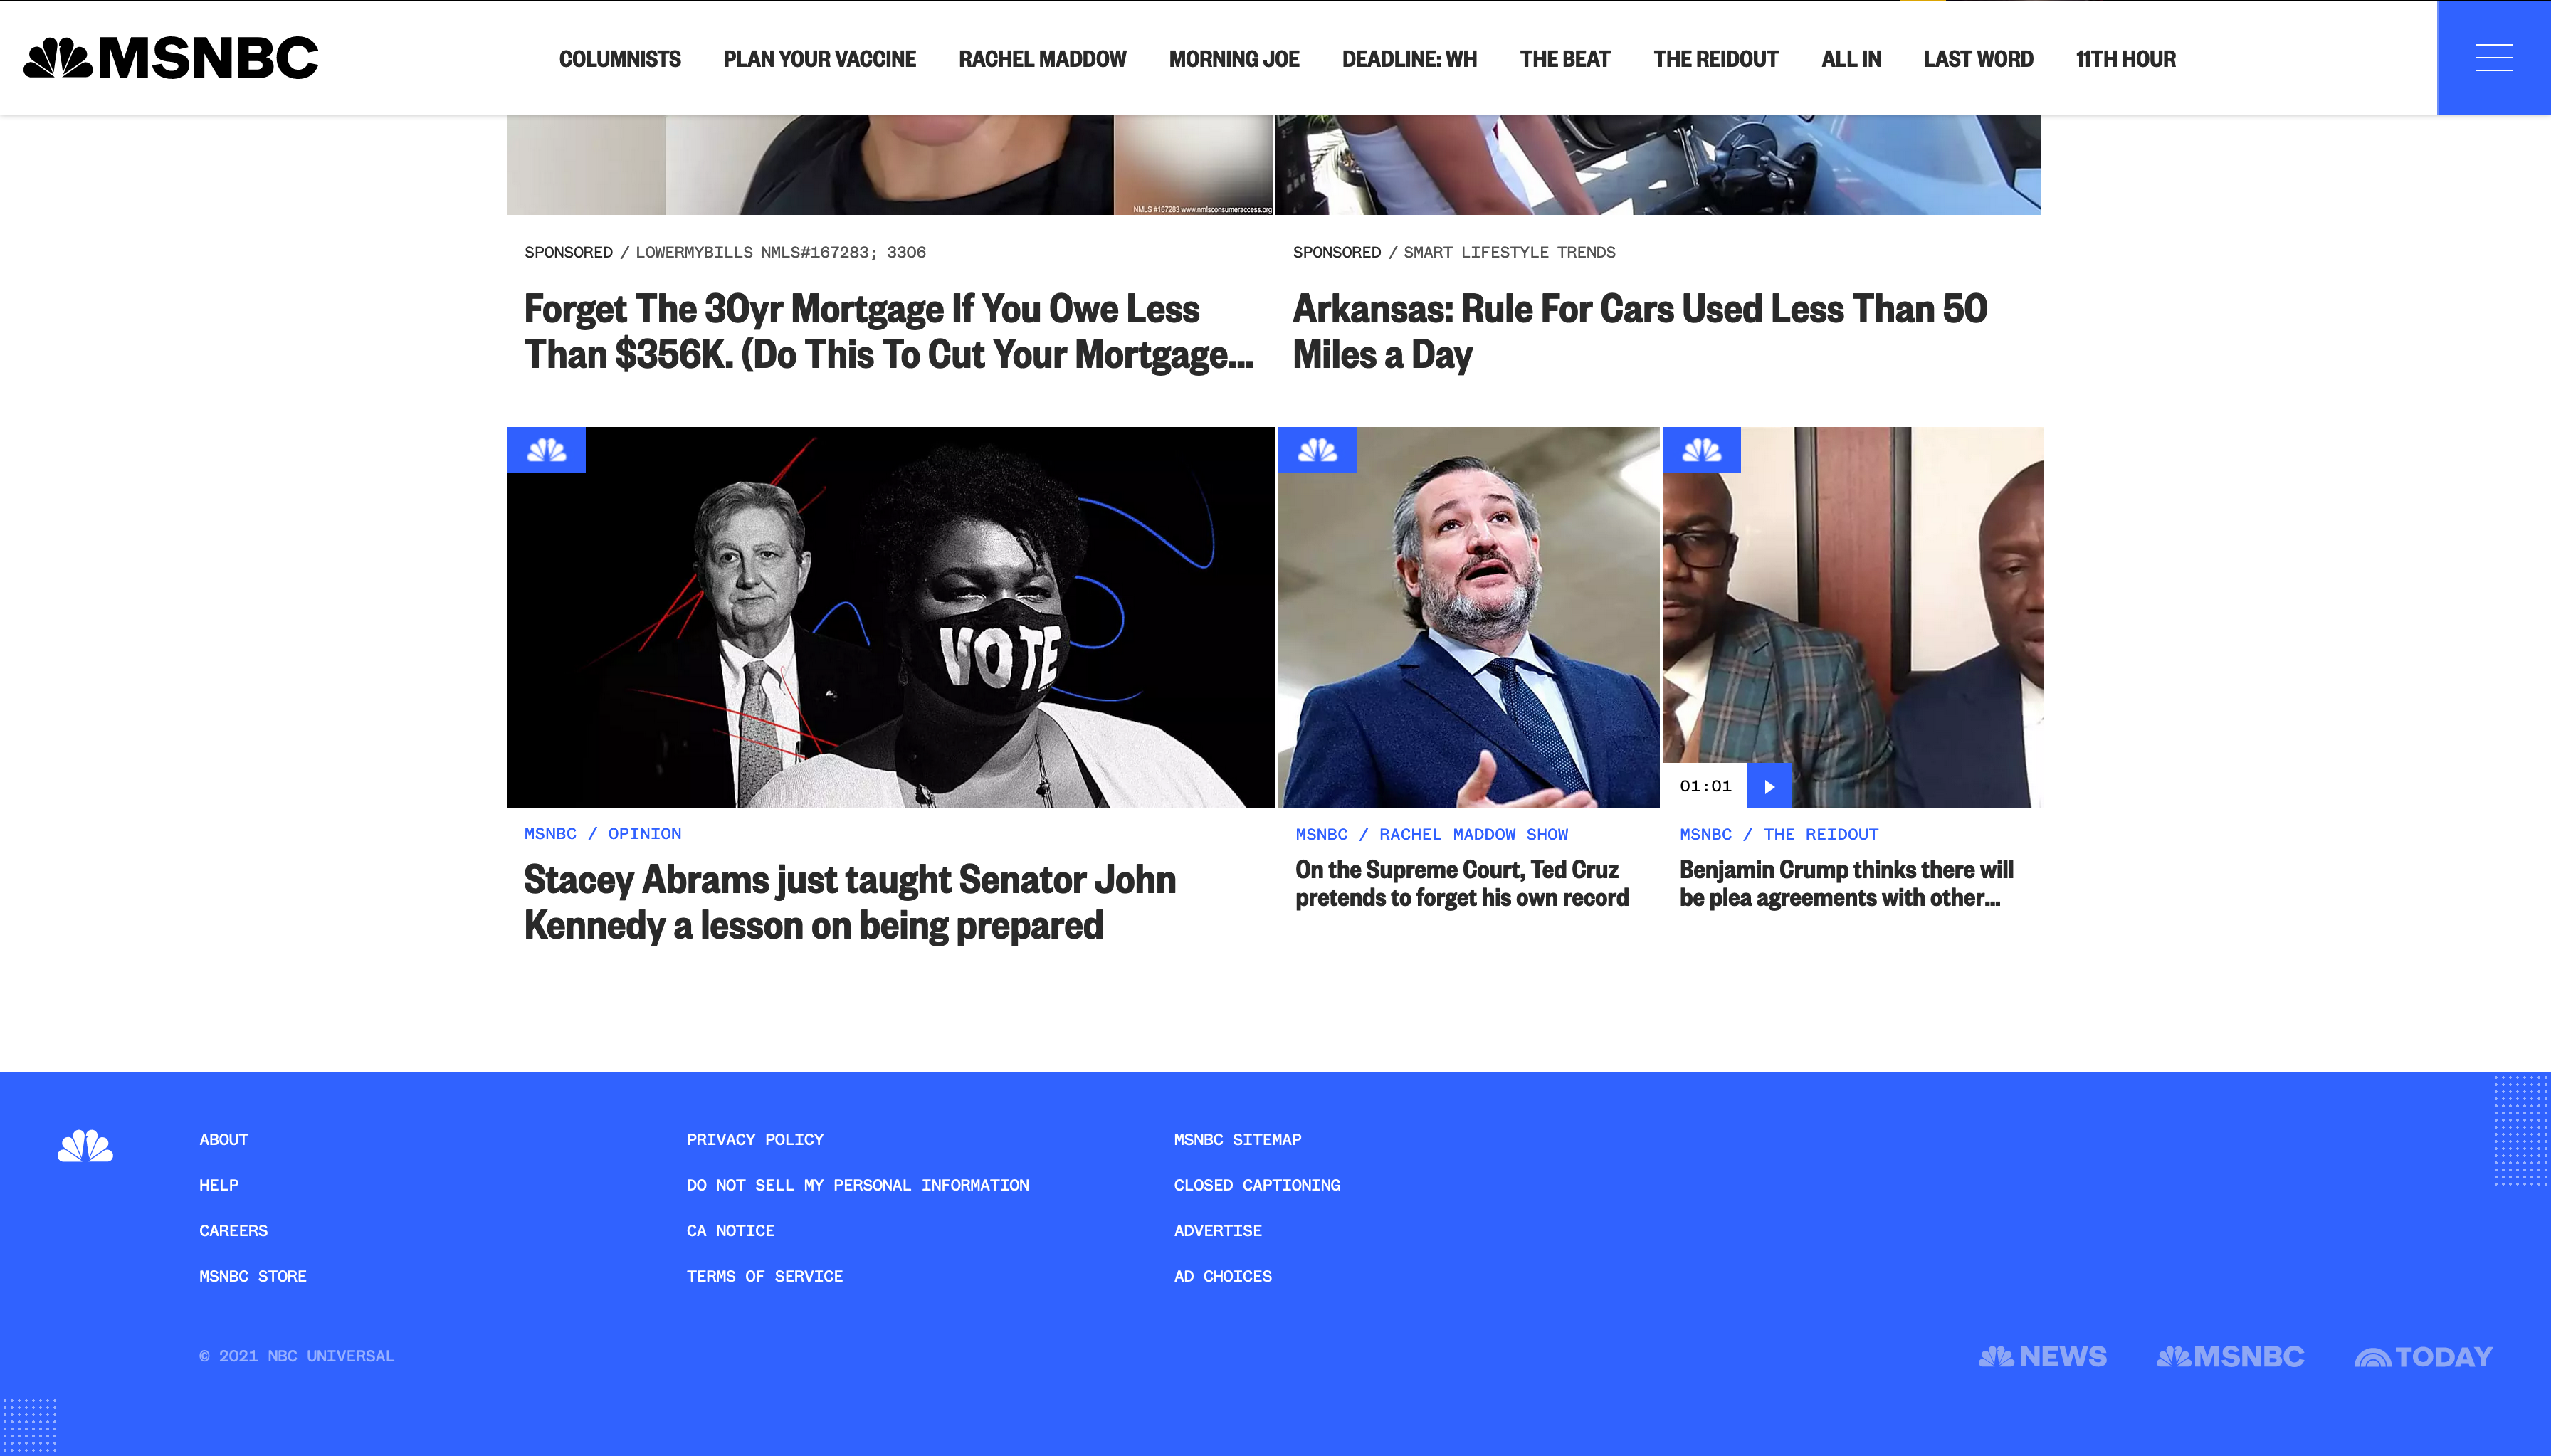 MSNBC
COLUMNISTS PLAN YOUR VACCINE RACHEL MADDOW MORNING JOE DEADLINE: WH THE BEAT THE REIDOUT ALL IN LAST WORD 11TH HOUR
NMLS #167283 www.nmlsconsumeraccess.org
SPONSORED / LOWERMYBILLS NMLS#167283; 3306
Forget The 30yr Mortgage If You Owe Less
Than $356K. (Do This To Cut Your Mortgage...
SPONSORED / SMART LIFESTYLE TRENDS
Arkansas: Rule For Cars Used Less Than 50
Miles a Day
VOTE
MSNBC / OPINION
Stacey Abrams just taught Senator John
Kennedy a lesson on being prepared
MSNBC / RACHEL MADDOW SHOW
On the Supreme Court, Ted Cruz
pretends to forget his own record
01:01
MSNBC / THE REIDOUT
Benjamin Crump thinks there will
be plea agreements with other...
ABOUT
HELP
CAREERS
MSNBC STORE
PRIVACY POLICY
DO NOT SELL MY PERSONAL INFORMATION
CA NOTICE
TERMS OF SERVICE
MSNBC SITEMAP
CLOSED CAPTIONING
ADVERTISE
AD CHOICES
© 2021 NBC UNIVERSAL
NEWS MSNBC TODAY